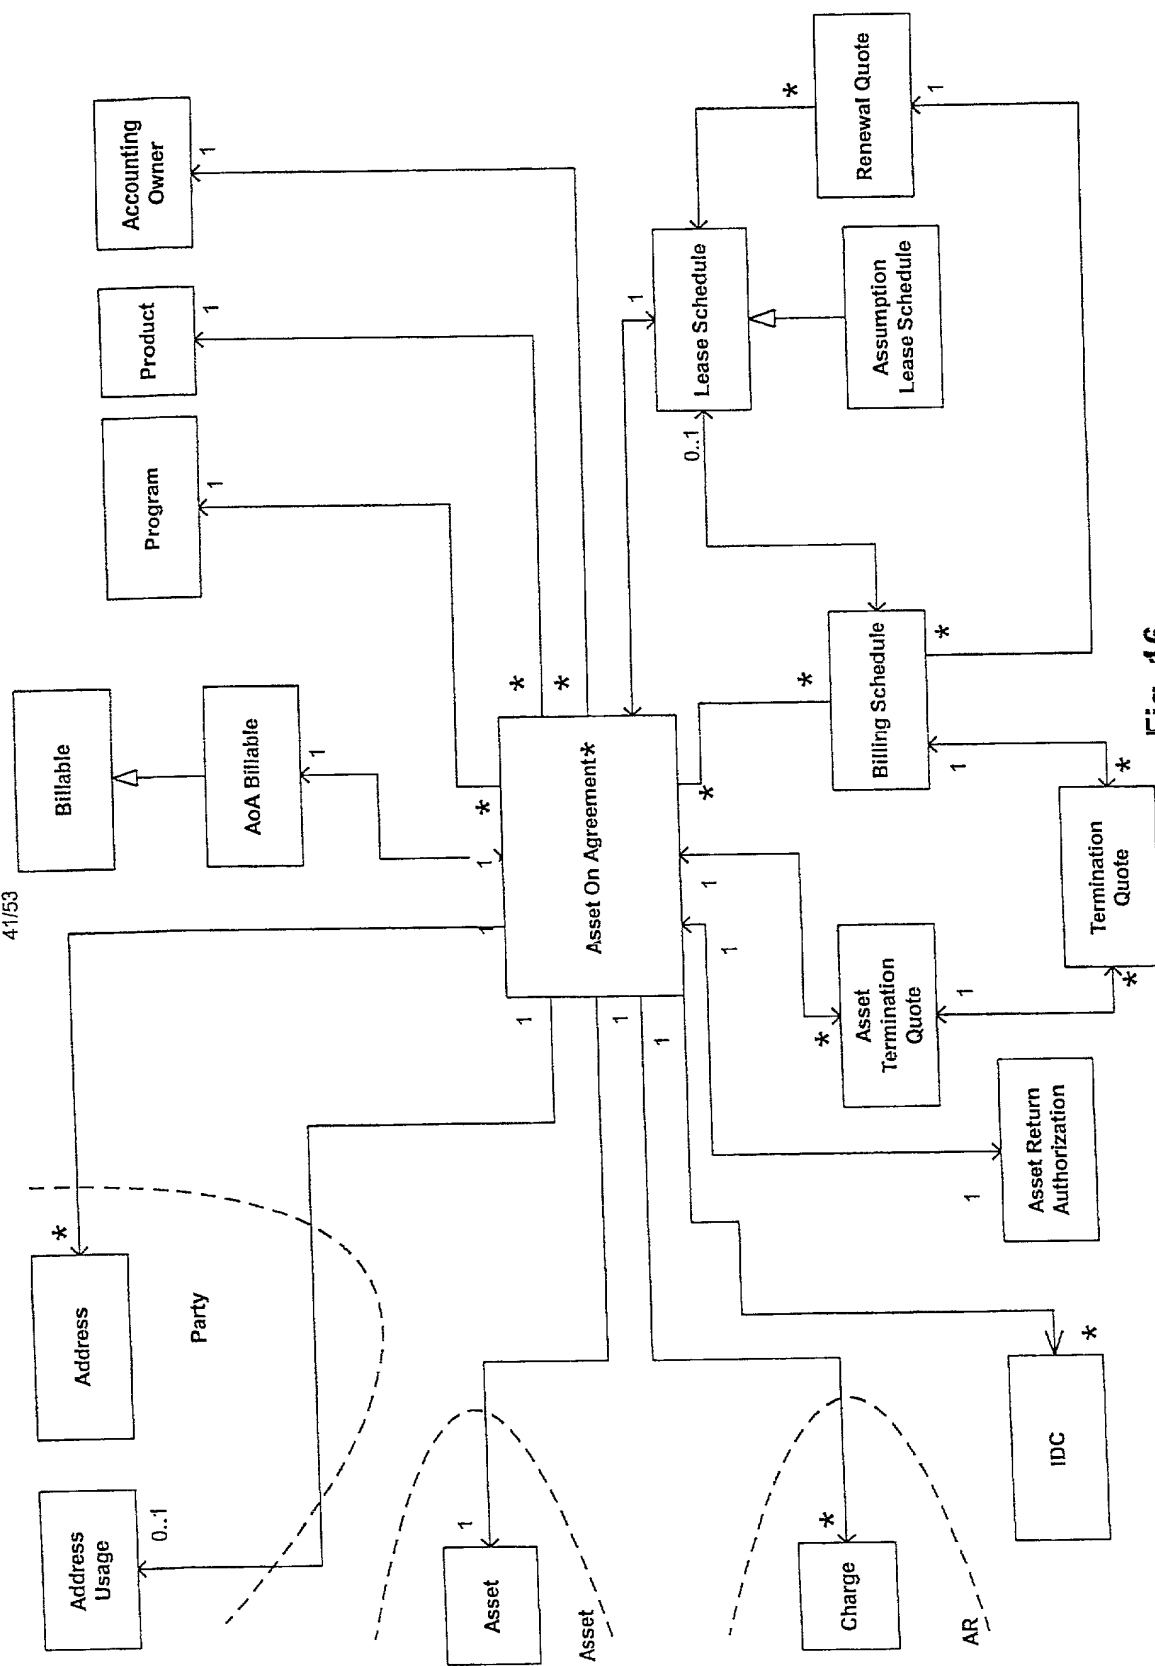 41/53
Address
Usage
0..1
Address
*
Party
Billable
AoA Billable
1
1
Program
1
Product
1
Accounting
Owner
1
1
*
*
*
Asset On Agreement*
1
1
1
Asset
1
Asset
Charge
*
AR
IDC
*
Asset Return
Authorization
1
1
Asset
Termination
Quote
*
1
1
Termination
Quote
*
*
Billing Schedule
*
*
1
*
Lease Schedule
1
0..1
Assumption
Lease Schedule
Renewal Quote
*
1